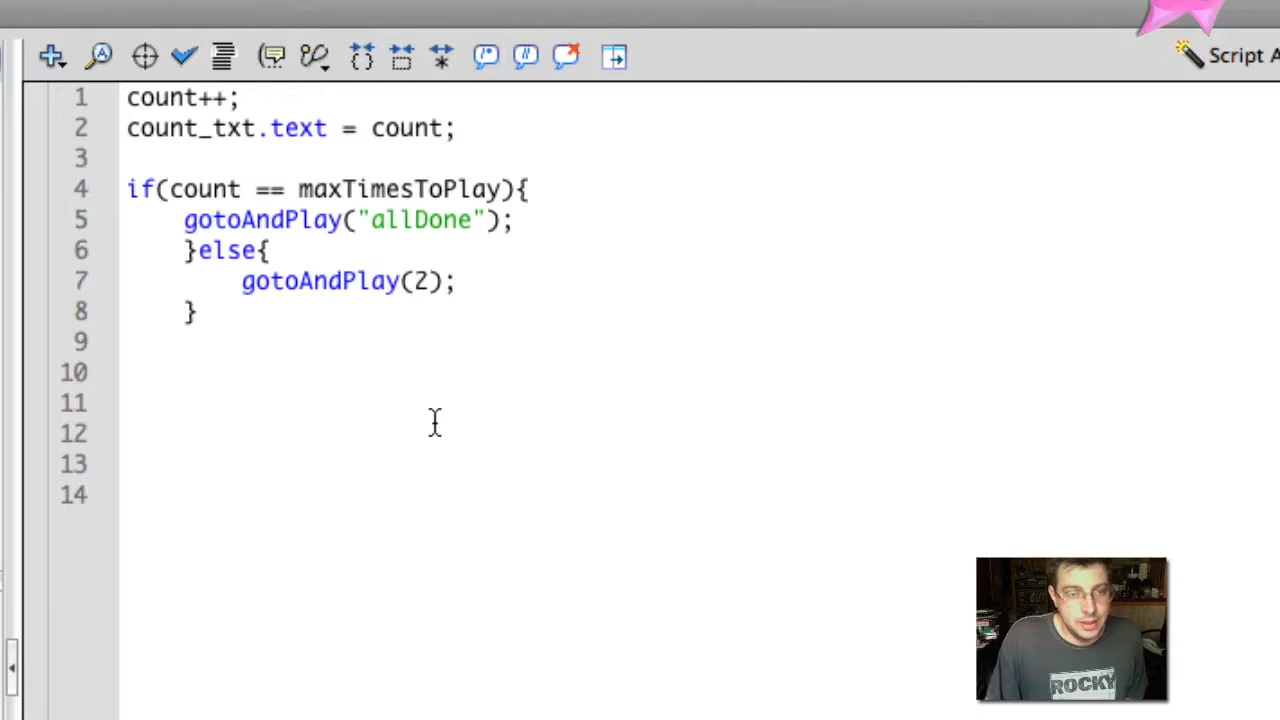 Script A
1 count++;
2 count_txt.text = count;
3
4 if(count == maxTimesToPlay){
5 gotoAndPlay("allDone");
6 }else{
7 gotoAndPlay(2);
8 }
9
10
11
12
13
14
ROCKY